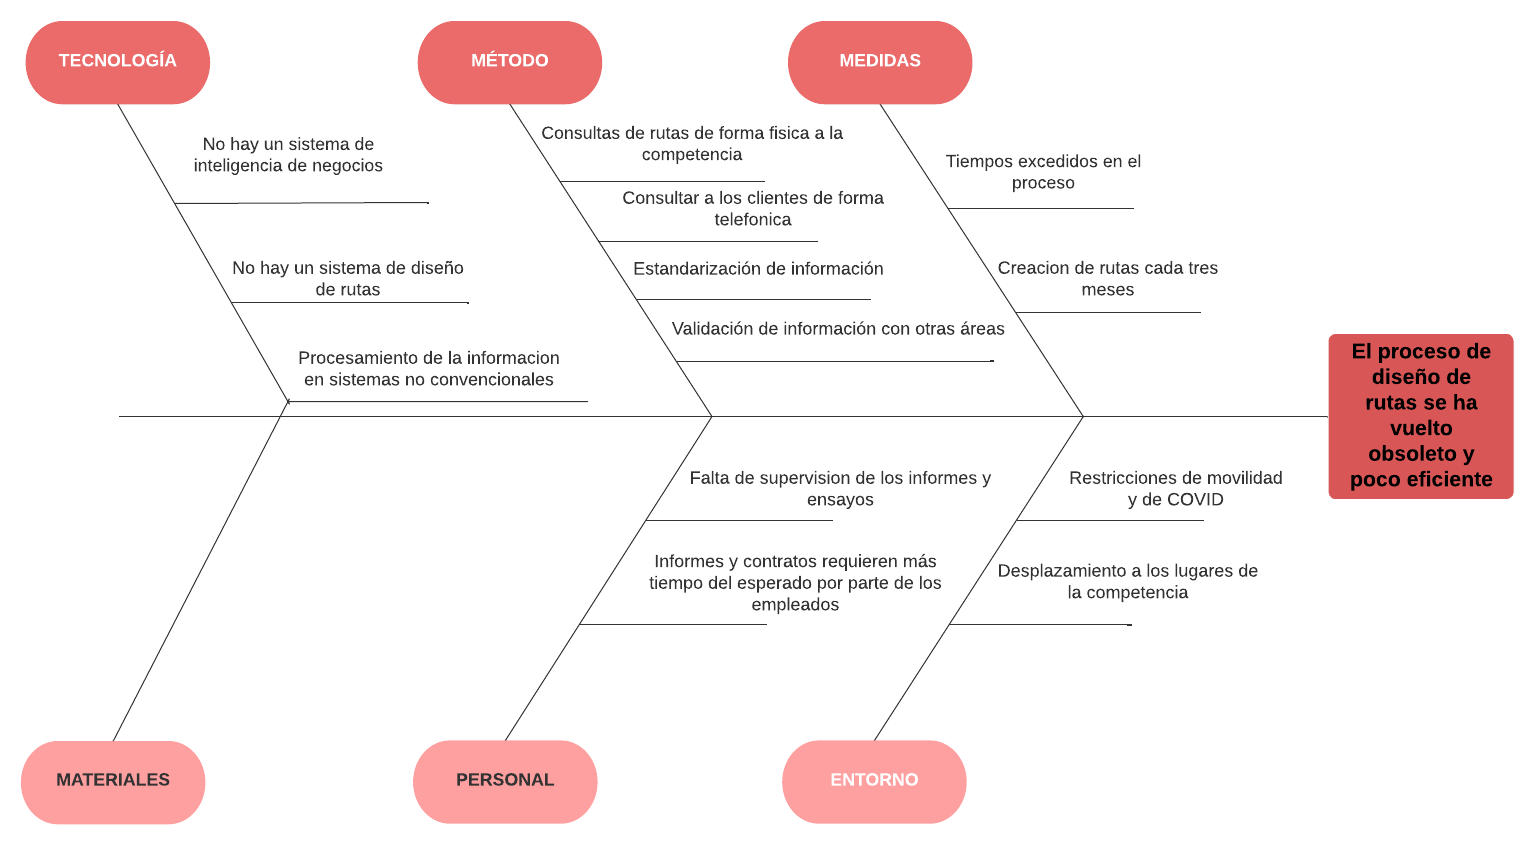 TECNOLOGÍA
MÉTODO
MEDIDAS
No hay un sistema de
inteligencia de negocios
No hay un sistema de diseño
de rutas
Procesamiento de la informacion
en sistemas no convencionales
Consultas de rutas de forma fisica a la
competencia
Consultar a los clientes de forma
telefonica
Estandarización de información
Validación de información con otras áreas
Tiempos excedidos en el
proceso
Creacion de rutas cada tres
meses
El proceso de
diseño de
rutas se ha
vuelto
obsoleto y
poco eficiente
Falta de supervision de los informes y
ensayos
Informes y contratos requieren más
tiempo del esperado por parte de los
empleados
Restricciones de movilidad
y de COVID
Desplazamiento a los lugares de
la competencia
MATERIALES
PERSONAL
ENTORNO